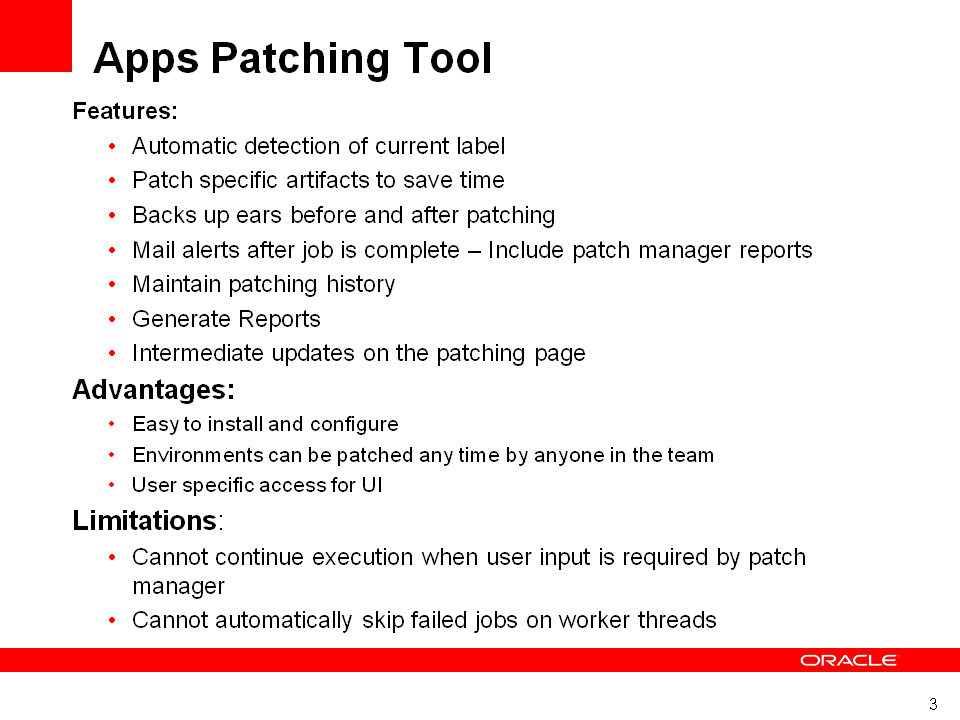 Apps Patching Tool
Features:
• Automatic detection of current label
• Patch specific artifacts to save time
• Backs up ears before and after patching
• Mail alerts after job is complete – Include patch manager reports
• Maintain patching history
• Generate Reports
• Intermediate updates on the patching page
Advantages:
• Easy to install and configure
• Environments can be patched any time by anyone in the team
• User specific access for UI
Limitations:
• Cannot continue execution when user input is required by patch
manager
• Cannot automatically skip failed jobs on worker threads
ORACLE
3